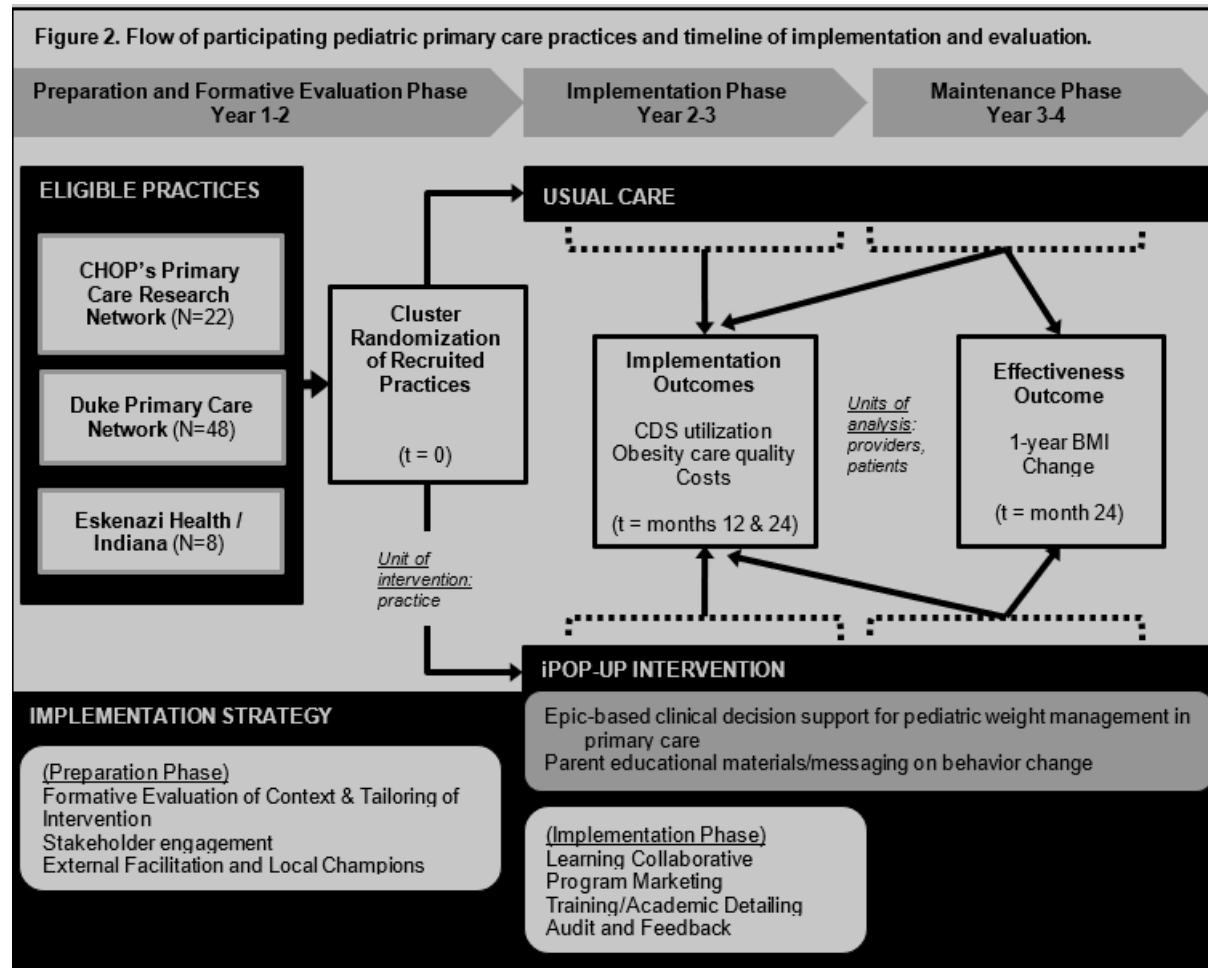 Figure 2. Flow of participating pediatric primary care practices and timeline of implementation and evaluation.
Preparation and Formative Evaluation Phase
Year 1-2
Implementation Phase
Year 2-3
Maintenance Phase
Year 3-4
ELIGIBLE PRACTICES
CHOP's Primary
Care Research
Network (N=22)
Duke Primary Care
Network (N=48)
Eskenazi Health /
Indiana (N=8)
Cluster
Randomization
of Recruited
Practices
(t = 0)
Unit of
intervention:
practice
USUAL CARE
Implementation
Outcomes
CDS utilization
Obesity care quality
Costs
(t = months 12 & 24)
Units of
analysis:
providers,
patients
Effectiveness
Outcome
1-year BMI
Change
(t = month 24)
iPOP-UP INTERVENTION
Epic-based clinical decision support for pediatric weight management in
primary care
Parent educational materials/messaging on behavior change
IMPLEMENTATION STRATEGY
(Preparation Phase)
Formative Evaluation of Context & Tailoring of
Intervention
Stakeholder engagement
External Facilitation and Local Champions
(Implementation Phase)
Learning Collaborative
Program Marketing
Training/Academic Detailing
Audit and Feedback